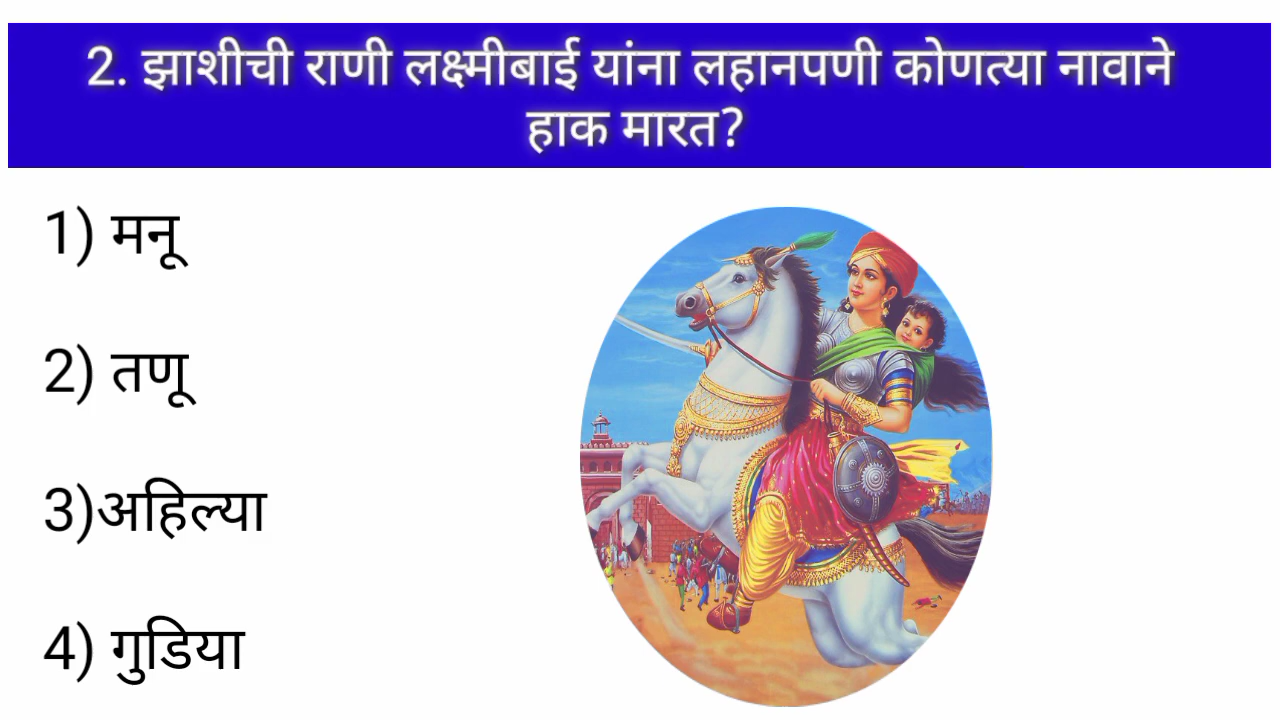 2. झाशीची राणी लक्ष्मीबाई यांना लहानपणी कोणत्या नावाने
हाक मारत?
1) मनू
2) तणू
3)अहिल्या
4) गुडिया